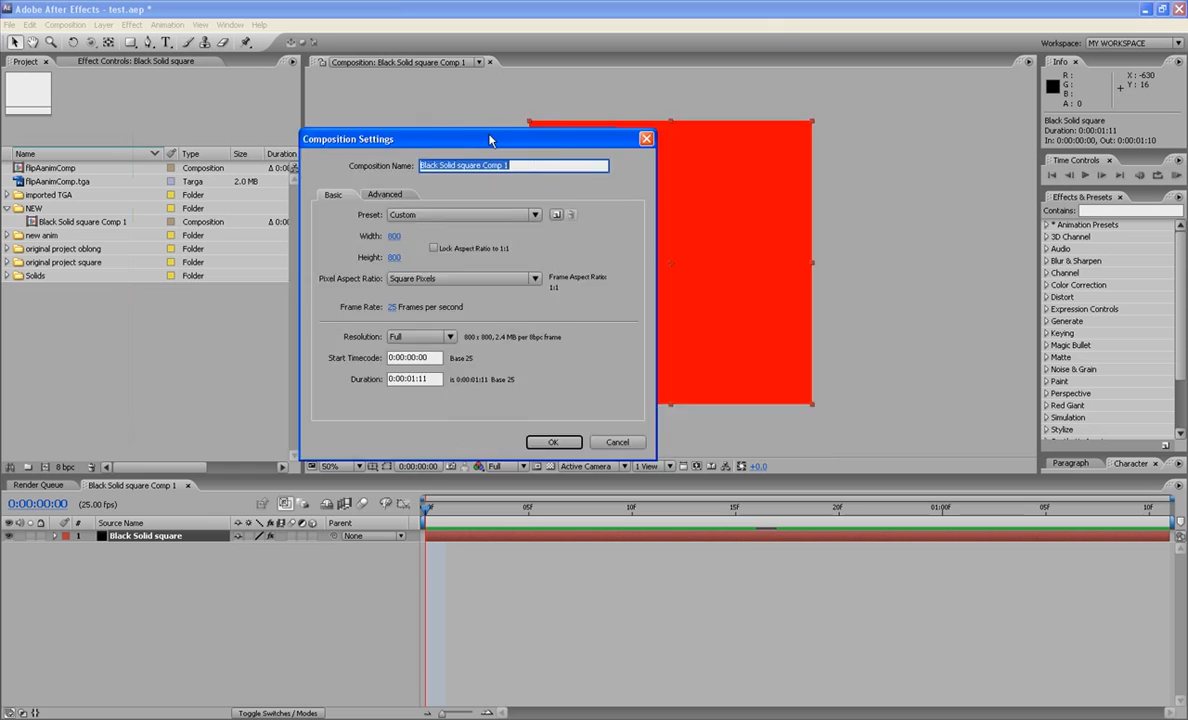 Adobe After Effects - test.aep *
File Edit Composition Layer Effect Animation View Window Help
Workspace: MY WORKSPACE
Project × Effect Controls: Black Solid square
Composition: Black Solid square Comp 1 ×
Info ×
R :
G :
B :
A : 0
X : -630
Y : 16
Black Solid square
Duration: 0:00:01:11
In: 0:00:00:00, Out: 0:00:01:10
Time Controls ×
Effects & Presets ×
Contains:
* Animation Presets
3D Channel
Audio
Blur & Sharpen
Channel
Color Correction
Distort
Expression Controls
Generate
Keying
Magic Bullet
Matte
Noise & Grain
Paint
Perspective
Red Giant
Simulation
Stylize
Paragraph Character ×
Name Type Size Duration
flipAanimComp Composition Δ 0:00
flipAanimComp.tga Targa 2.0 MB
imported TGA Folder
NEW Folder
Black Solid square Comp 1 Composition Δ 0:00
new anim Folder
original project oblong Folder
original project square Folder
Solids Folder
8 bpc
Composition Settings
Composition Name: Black Solid square Comp 1
Basic Advanced
Preset: Custom
Width: 800
Lock Aspect Ratio to 1:1
Height: 800
Pixel Aspect Ratio: Square Pixels
Frame Aspect Ratio:
1:1
Frame Rate: 25 Frames per second
Resolution: Full 800 x 800, 2.4 MB per 8bpc frame
Start Timecode: 0:00:00:00 Base 25
Duration: 0:00:01:11 is 0:00:01:11 Base 25
OK Cancel
50% 0:00:00:00 Full Active Camera 1 View +0.0
Render Queue Black Solid square Comp 1 ×
0:00:00:00 (25.00 fps)
05F 10F 15F 20F 01:00F 05F 10F
# Source Name Parent
1 Black Solid square None
Toggle Switches / Modes